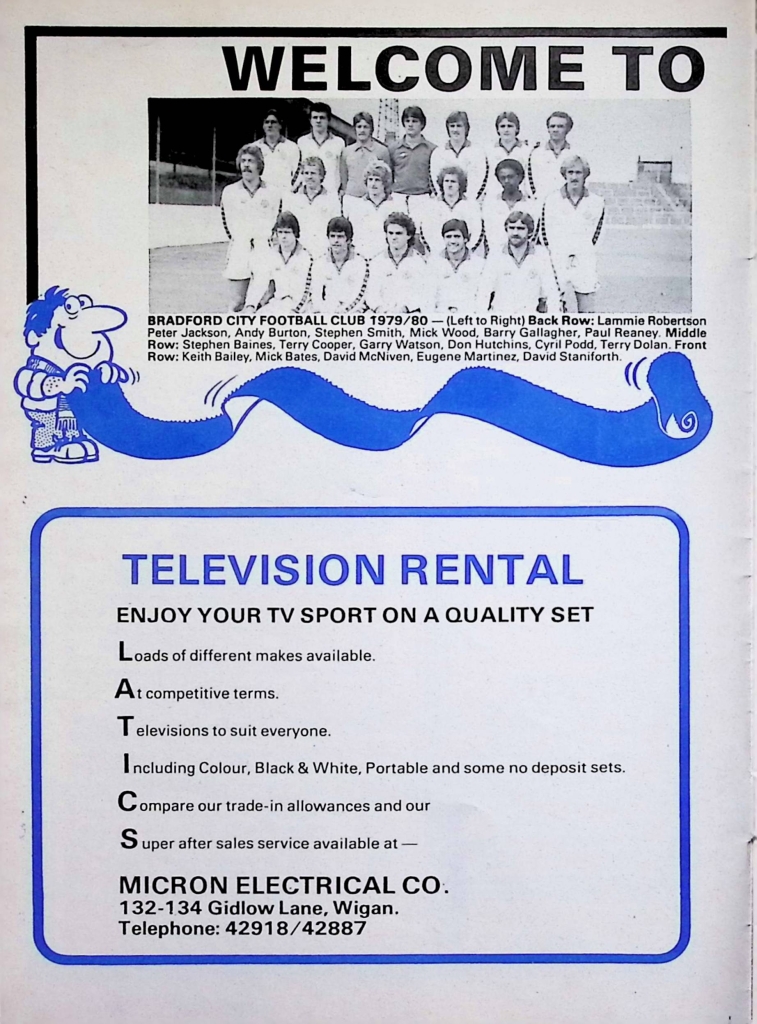 WELCOME TO
BRADFORD CITY FOOTBALL CLUB 1979/80 — (Left to Right) Back Row: Lammie Robertson
Peter Jackson, Andy Burton, Stephen Smith, Mick Wood, Barry Gallagher, Paul Reaney. Middle
Row: Stephen Baines, Terry Cooper, Garry Watson, Don Hutchins, Cyril Podd, Terry Dolan. Front
Row: Keith Bailey, Mick Bates, David McNiven, Eugene Martinez, David Staniforth.
TELEVISION RENTAL
ENJOY YOUR TV SPORT ON A QUALITY SET
Loads of different makes available.
At competitive terms.
Televisions to suit everyone.
Including Colour, Black & White, Portable and some no deposit sets.
Compare our trade-in allowances and our
Super after sales service available at —
MICRON ELECTRICAL CO.
132-134 Gidlow Lane, Wigan.
Telephone: 42918/42887